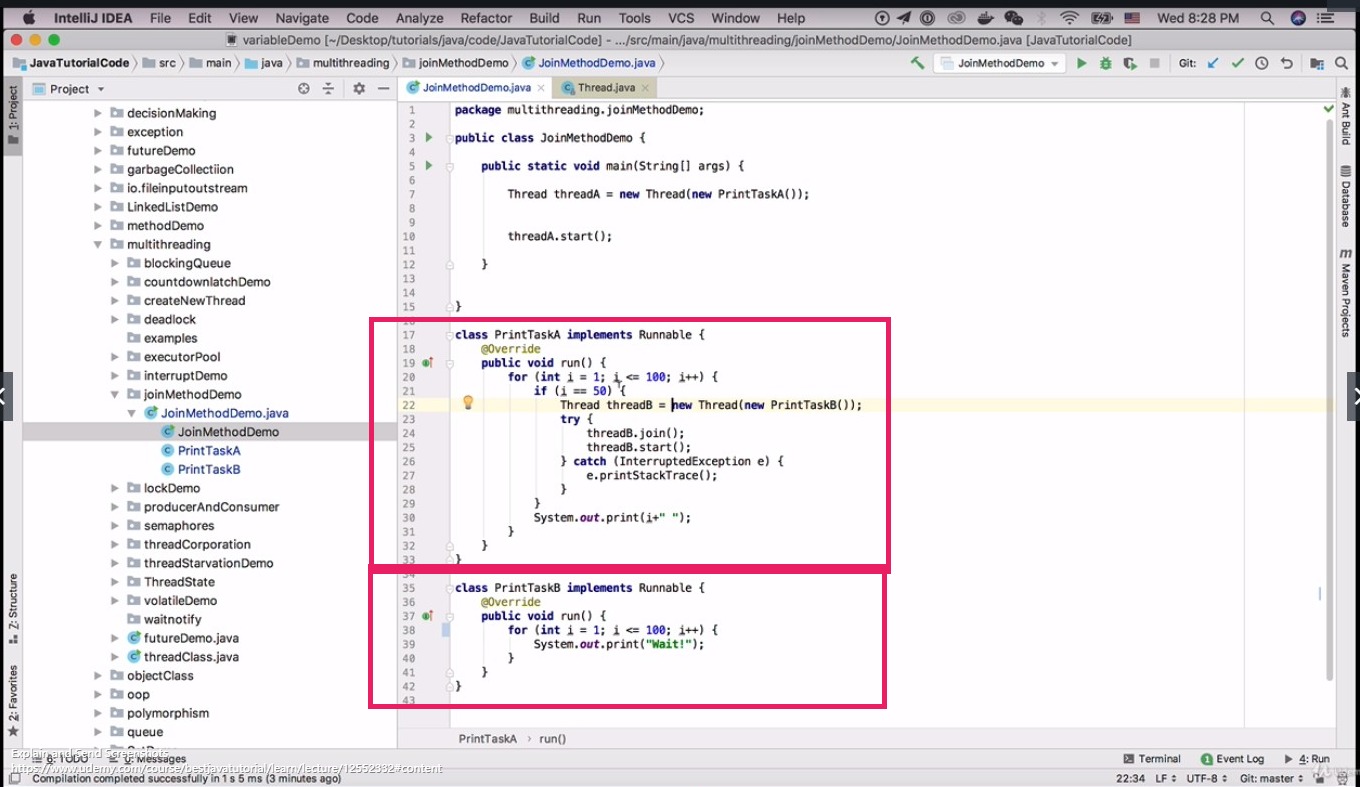 IntelliJ IDEA File Edit View Navigate Code Analyze Refactor Build Run Tools VCS Window Help Wed 8:28 PM
variableDemo [~/Desktop/tutorials/java/code/JavaTutorialCode] - .../src/main/java/multithreading/joinMethodDemo/JoinMethodDemo.java [JavaTutorialCode]
JavaTutorialCode src main java multithreading joinMethodDemo JoinMethodDemo.java JoinMethodDemo Git:
Project
JoinMethodDemo.java Thread.java
1: Project
decisionMaking
exception
futureDemo
garbageCollectiion
io.fileinputoutstream
LinkedListDemo
methodDemo
multithreading
blockingQueue
countdownlatchDemo
createNewThread
deadlock
examples
executorPool
interruptDemo
joinMethodDemo
JoinMethodDemo.java
JoinMethodDemo
PrintTaskA
PrintTaskB
lockDemo
producerAndConsumer
semaphores
threadCorporation
threadStarvationDemo
ThreadState
volatileDemo
waitnotify
futureDemo.java
threadClass.java
objectClass
oop
polymorphism
queue
Z: Structure
2: Favorites
1 package multithreading.joinMethodDemo;
2
3 public class JoinMethodDemo {
4
5 public static void main(String[] args) {
6
7 Thread threadA = new Thread(new PrintTaskA());
8
9
10 threadA.start();
11
12 }
13
14
15 }
16
17 class PrintTaskA implements Runnable {
18 @Override
19 public void run() {
20 for (int i = 1; i <= 100; i++) {
21 if (i == 50) {
22 Thread threadB = new Thread(new PrintTaskB());
23 try {
24 threadB.join();
25 threadB.start();
26 } catch (InterruptedException e) {
27 e.printStackTrace();
28 }
29 }
30 System.out.print(i+" ");
31 }
32 }
33 }
34
35 class PrintTaskB implements Runnable {
36 @Override
37 public void run() {
38 for (int i = 1; i <= 100; i++) {
39 System.out.print("Wait!");
40 }
41 }
42 }
43
Ant Build
Database
m Maven Projects
PrintTaskA › run()
Explain and Send Screenshots
6: TODO 0: Messages Terminal 1 Event Log 4: Run
https://www.udemy.com/course/bestjavatutorial/learn/lecture/12552332#content
Compilation completed successfully in 1 s 5 ms (3 minutes ago) 22:34 LF UTF-8 Git: master